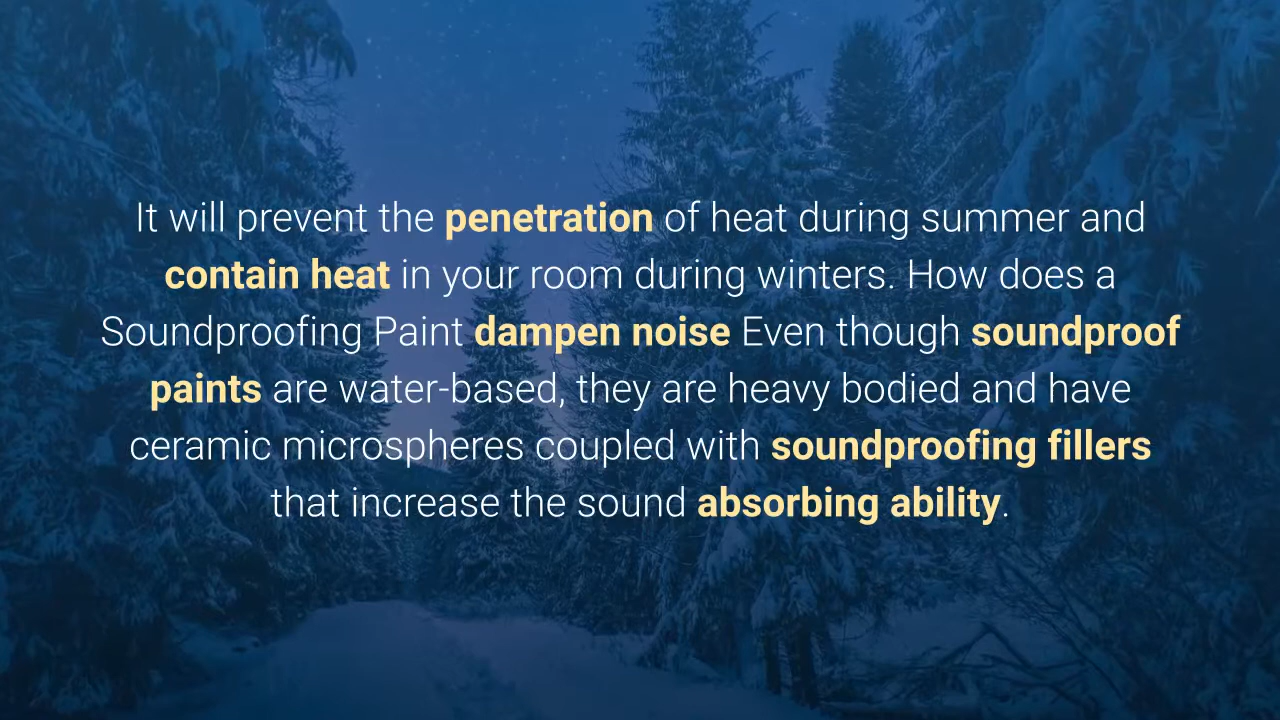 It will prevent the penetration of heat during summer and
contain heat in your room during winters. How does a
Soundproofing Paint dampen noise Even though soundproof
paints are water-based, they are heavy bodied and have
ceramic microspheres coupled with soundproofing fillers
that increase the sound absorbing ability.